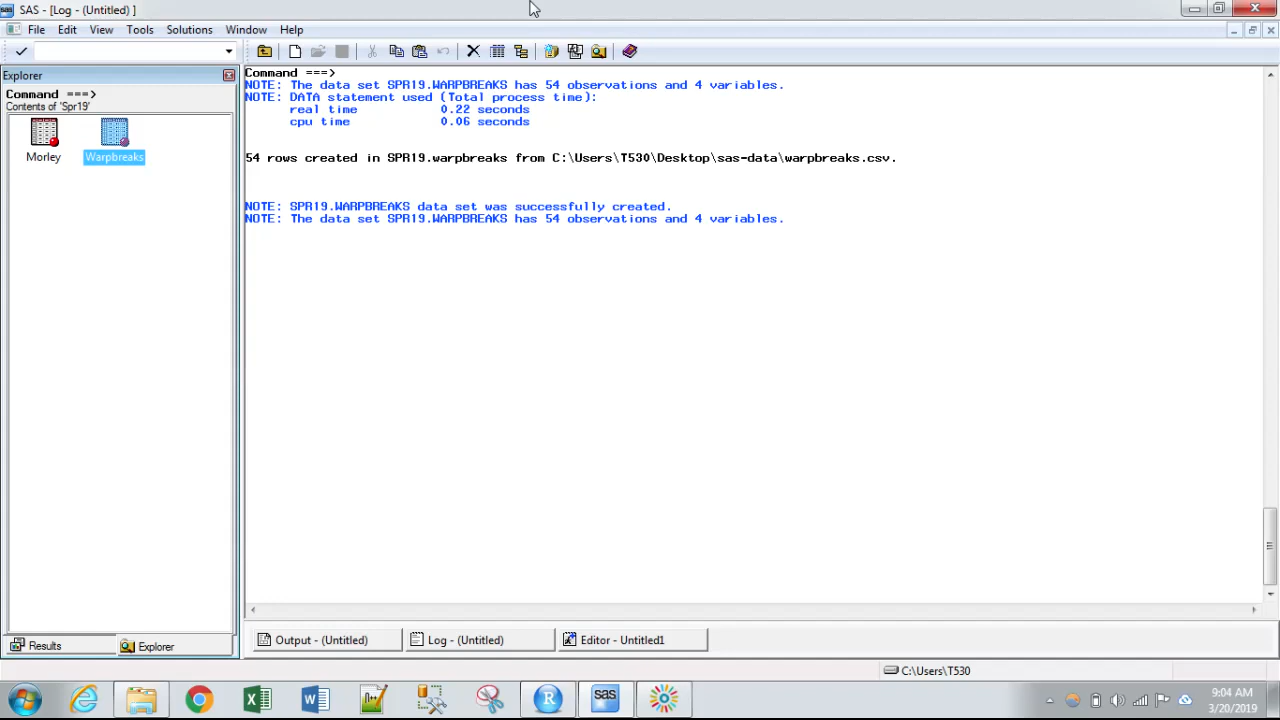 SAS - [Log - (Untitled) ]
File Edit View Tools Solutions Window Help
Explorer
Command ===>
Contents of 'Spr19'
Morley
Warpbreaks
Command ===>
NOTE: The data set SPR19.WARPBREAKS has 54 observations and 4 variables.
NOTE: DATA statement used (Total process time):
real time 0.22 seconds
cpu time 0.06 seconds
54 rows created in SPR19.warpbreaks from C:\Users\T530\Desktop\sas-data\warpbreaks.csv.
NOTE: SPR19.WARPBREAKS data set was successfully created.
NOTE: The data set SPR19.WARPBREAKS has 54 observations and 4 variables.
Results
Explorer
Output - (Untitled)
Log - (Untitled)
Editor - Untitled1
C:\Users\T530
R
sas
9:04 AM
3/20/2019